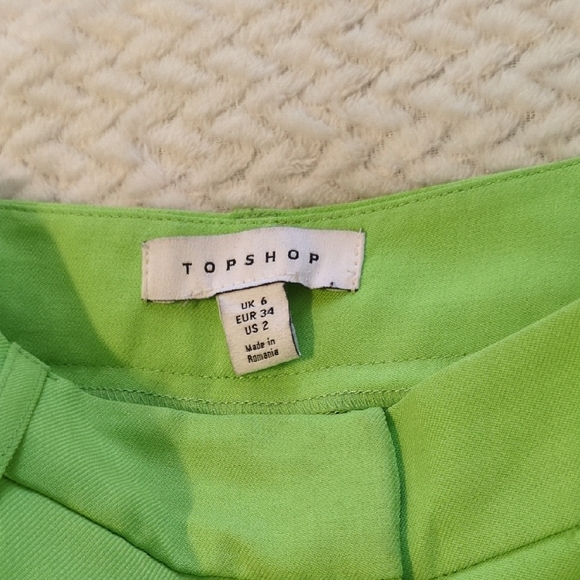 TOPSHOP
UK 6
EUR 34
US 2
Made in
Romania